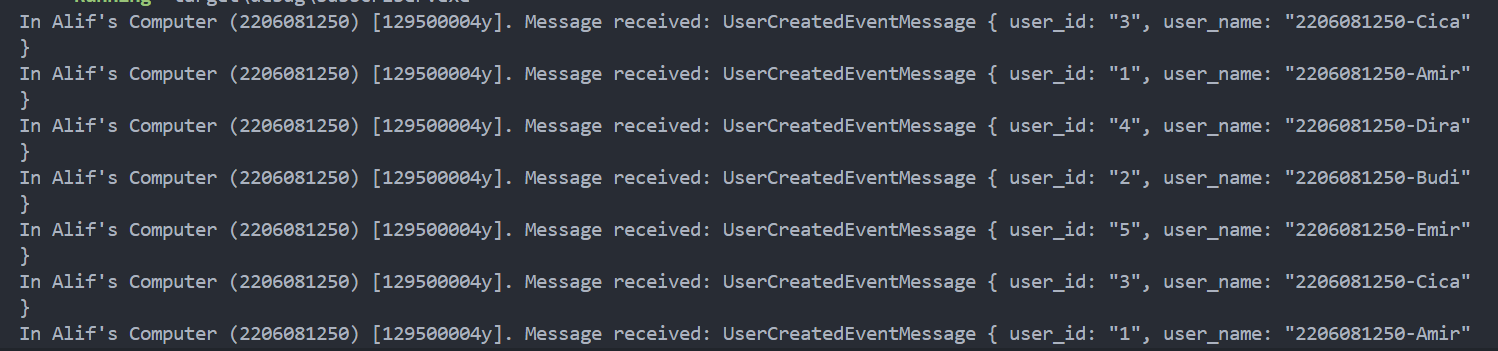 Running `target\debug\subscriber.exe`
In Alif's Computer (2206081250) [129500004y]. Message received: UserCreatedEventMessage { user_id: "3", user_name: "2206081250-Cica"
}
In Alif's Computer (2206081250) [129500004y]. Message received: UserCreatedEventMessage { user_id: "1", user_name: "2206081250-Amir"
}
In Alif's Computer (2206081250) [129500004y]. Message received: UserCreatedEventMessage { user_id: "4", user_name: "2206081250-Dira"
}
In Alif's Computer (2206081250) [129500004y]. Message received: UserCreatedEventMessage { user_id: "2", user_name: "2206081250-Budi"
}
In Alif's Computer (2206081250) [129500004y]. Message received: UserCreatedEventMessage { user_id: "5", user_name: "2206081250-Emir"
}
In Alif's Computer (2206081250) [129500004y]. Message received: UserCreatedEventMessage { user_id: "3", user_name: "2206081250-Cica"
}
In Alif's Computer (2206081250) [129500004y]. Message received: UserCreatedEventMessage { user_id: "1", user_name: "2206081250-Amir"